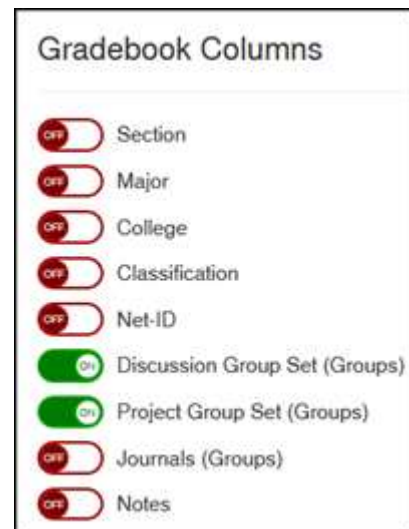 Gradebook Columns
OFF Section
OFF Major
OFF College
OFF Classification
OFF Net-ID
ON Discussion Group Set (Groups)
ON Project Group Set (Groups)
OFF Journals (Groups)
OFF Notes